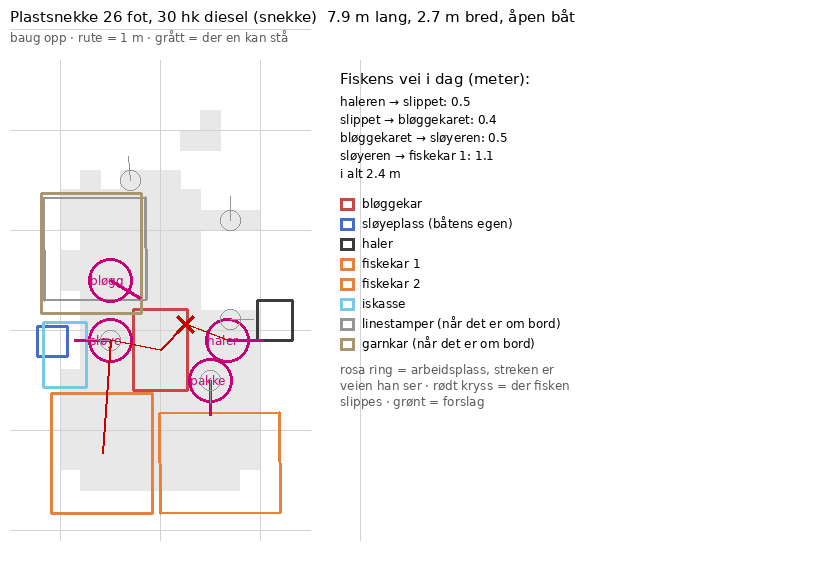 Plastsnekke 26 fot, 30 hk diesel (snekke)  7.9 m lang, 2.7 m bred, åpen båt
baug opp · rute = 1 m · grått = der en kan stå
Fiskens vei i dag (meter):
haleren → slippet: 0.5
slippet → bløggekaret: 0.4
bløggekaret → sløyeren: 0.5
sløyeren → fiskekar 1: 1.1
i alt 2.4 m
bløggekar
sløyeplass (båtens egen)
haler
fiskekar 1
fiskekar 2
iskasse
linestamper (når det er om bord)
garnkar (når det er om bord)
rosa ring = arbeidsplass, streken er
veien han ser · rødt kryss = der fisken
slippes · grønt = forslag
bløgg
sløye
haler
pakke